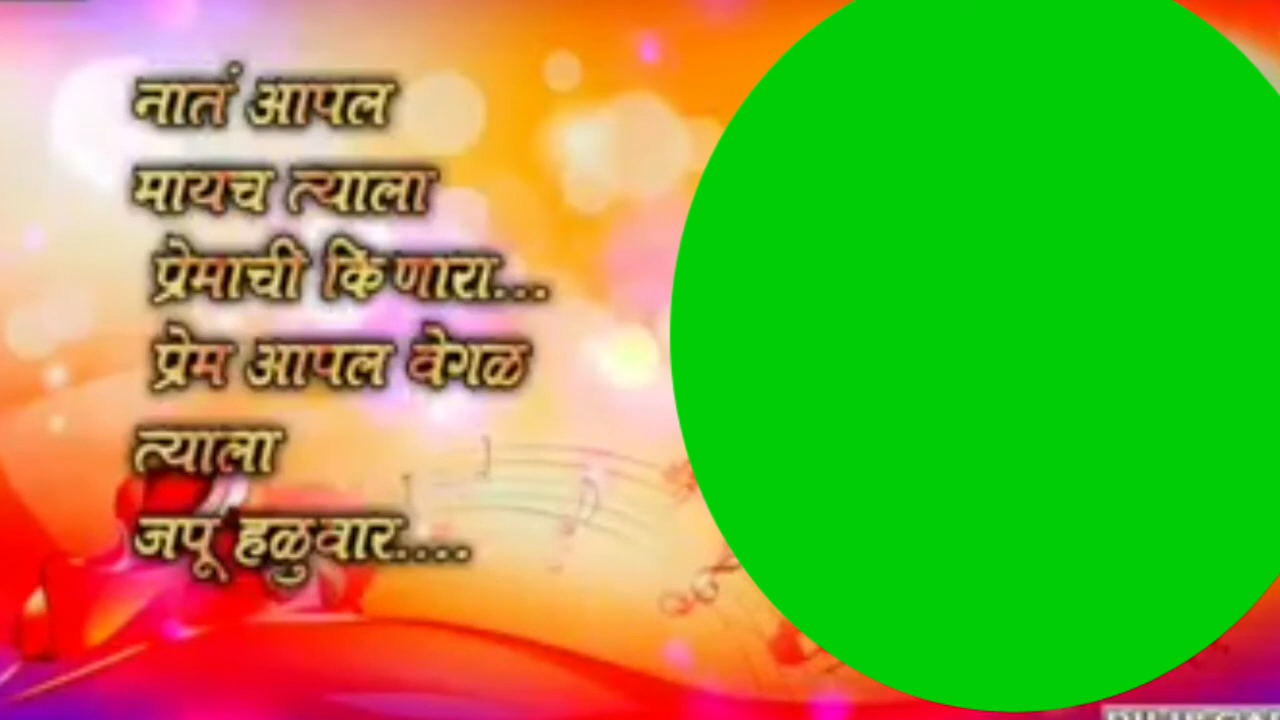 नातं आपल
मायच त्याला
प्रेमाची किणारा...
प्रेम आपल वेगळ
त्याला
जपू हळुवार....